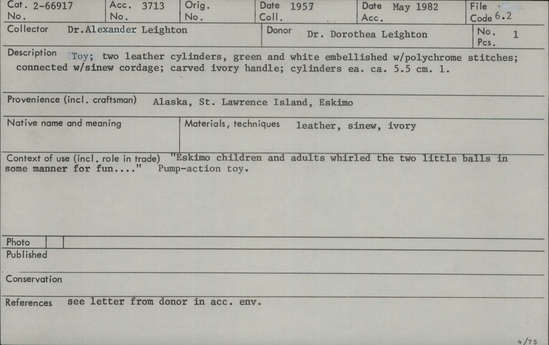 Cat. No. 2-66917 Acc. No. 3713 Orig. No. Date Coll. 1957 Date Acc. May 1982 File Code 6.2
Collector Dr.Alexander Leighton Donor Dr. Dorothea Leighton No. Pcs. 1
Description Toy; two leather cylinders, green and white embellished w/polychrome stitches;
connected w/sinew cordage; carved ivory handle; cylinders ea. ca. 5.5 cm. l.
Provenience (incl. craftsman) Alaska, St. Lawrence Island, Eskimo
Native name and meaning Materials, techniques leather, sinew, ivory
Context of use (incl. role in trade) "Eskimo children and adults whirled the two little balls in
some manner for fun...." Pump-action toy.
Photo
Published
Conservation
References see letter from donor in acc. env.
4/75